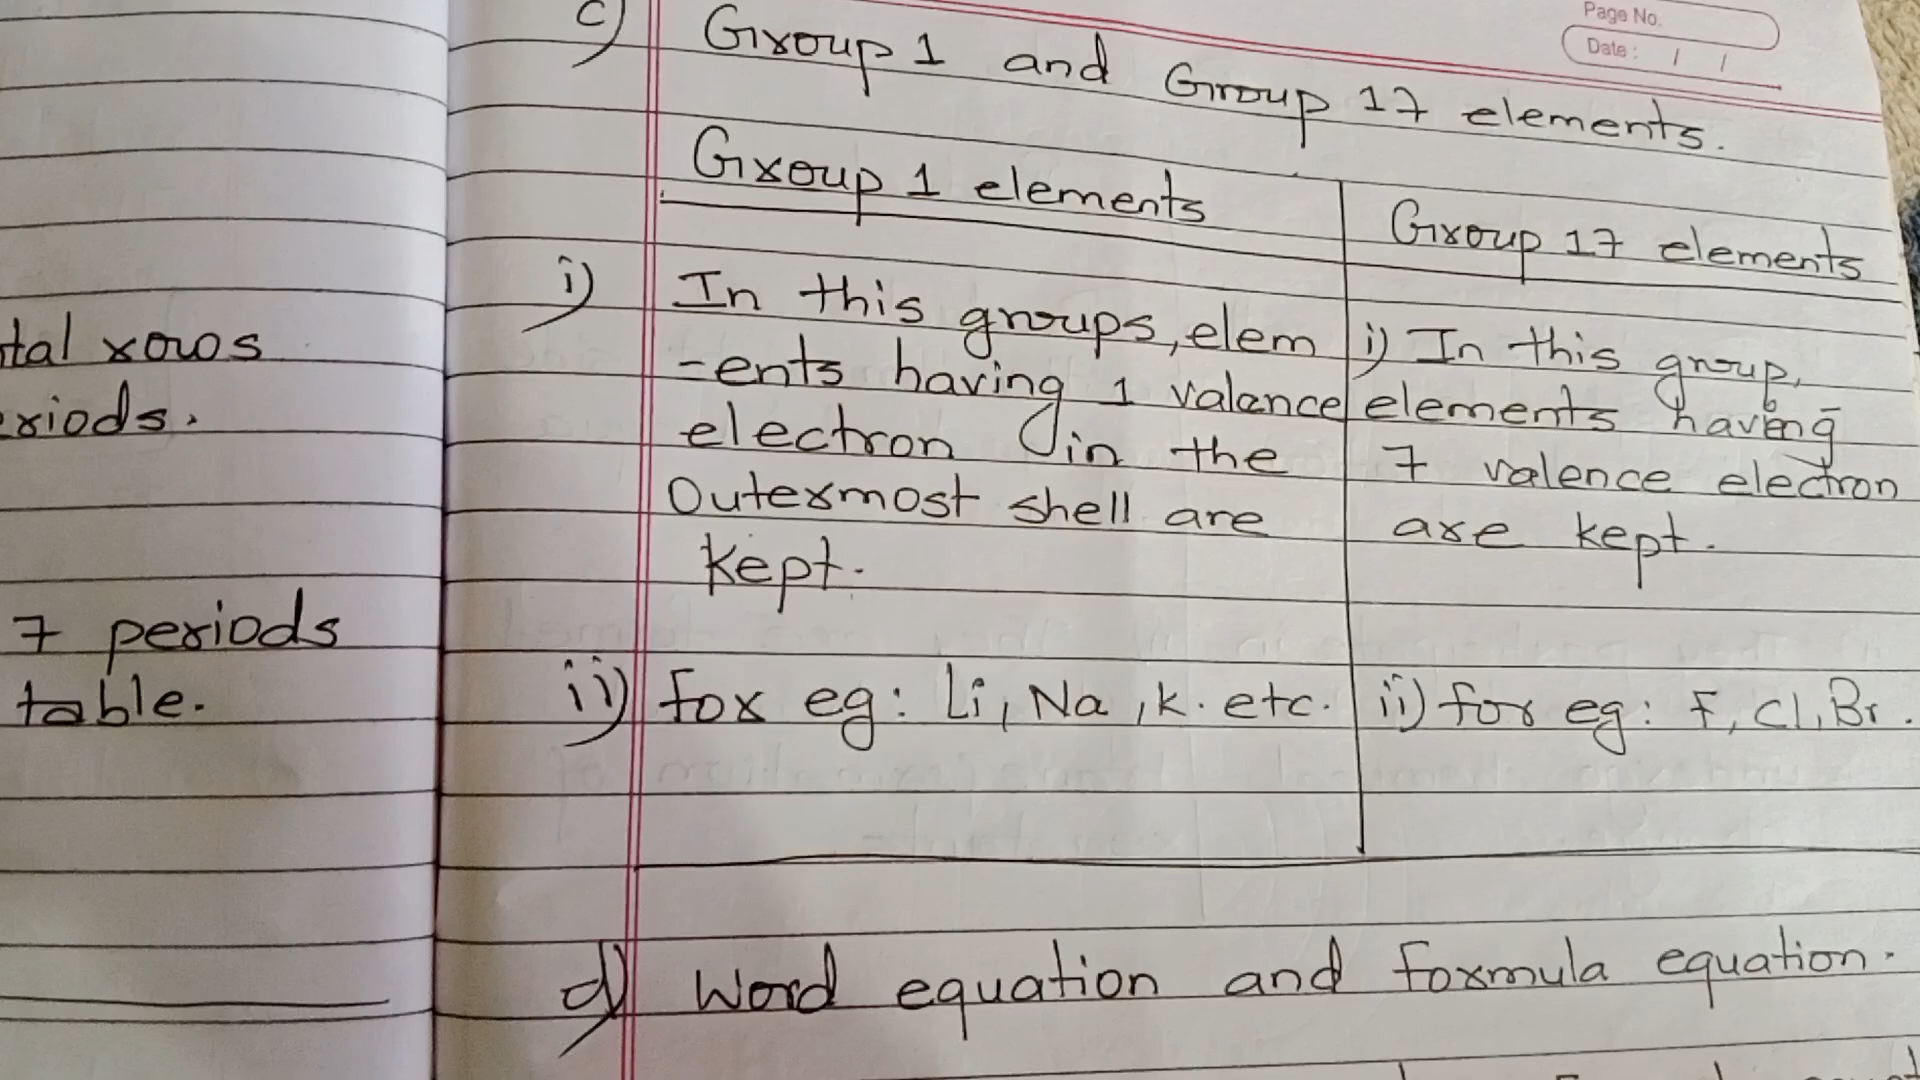 tal rows
eriods.
7 periods
table.
Page No.
Date : / /
c) Group 1 and Group 17 elements.
Group 1 elements
i) In this groups, elem
-ents having 1 valance
electron in the
Outermost shell are
kept.
ii) for eg: Li, Na, K. etc.
Group 17 elements
i) In this group,
elements having
7 valence electron
are kept.
ii) for eg: F, Cl, Br.
d) Word equation and formula equation.